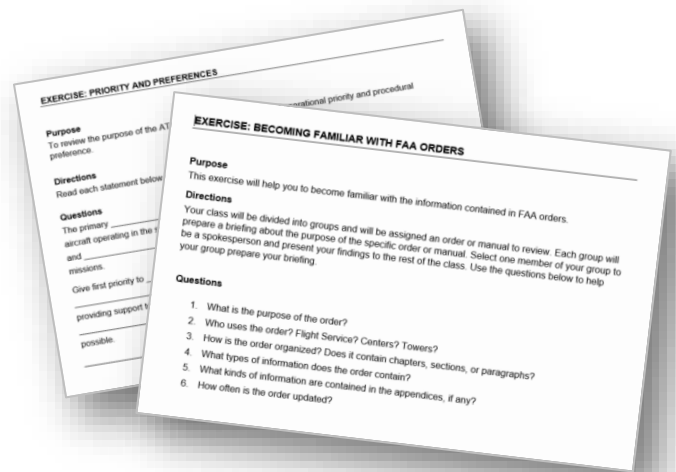 EXERCISE: PRIORITY AND PREFERENCES
Purpose
To review the purpose of the AT erational priority and procedural
preference.
Directions
Read each statement below
Questions
The primary
aircraft operating in the
and
missions.
Give first priority to
providing support t
possible.
EXERCISE: BECOMING FAMILIAR WITH FAA ORDERS
Purpose
This exercise will help you to become familiar with the information contained in FAA orders.
Directions
Your class will be divided into groups and will be assigned an order or manual to review. Each group will
prepare a briefing about the purpose of the specific order or manual. Select one member of your group to
be a spokesperson and present your findings to the rest of the class. Use the questions below to help
your group prepare your briefing.
Questions
1. What is the purpose of the order?
2. Who uses the order? Flight Service? Centers? Towers?
3. How is the order organized? Does it contain chapters, sections, or paragraphs?
4. What types of information does the order contain?
5. What kinds of information are contained in the appendices, if any?
6. How often is the order updated?